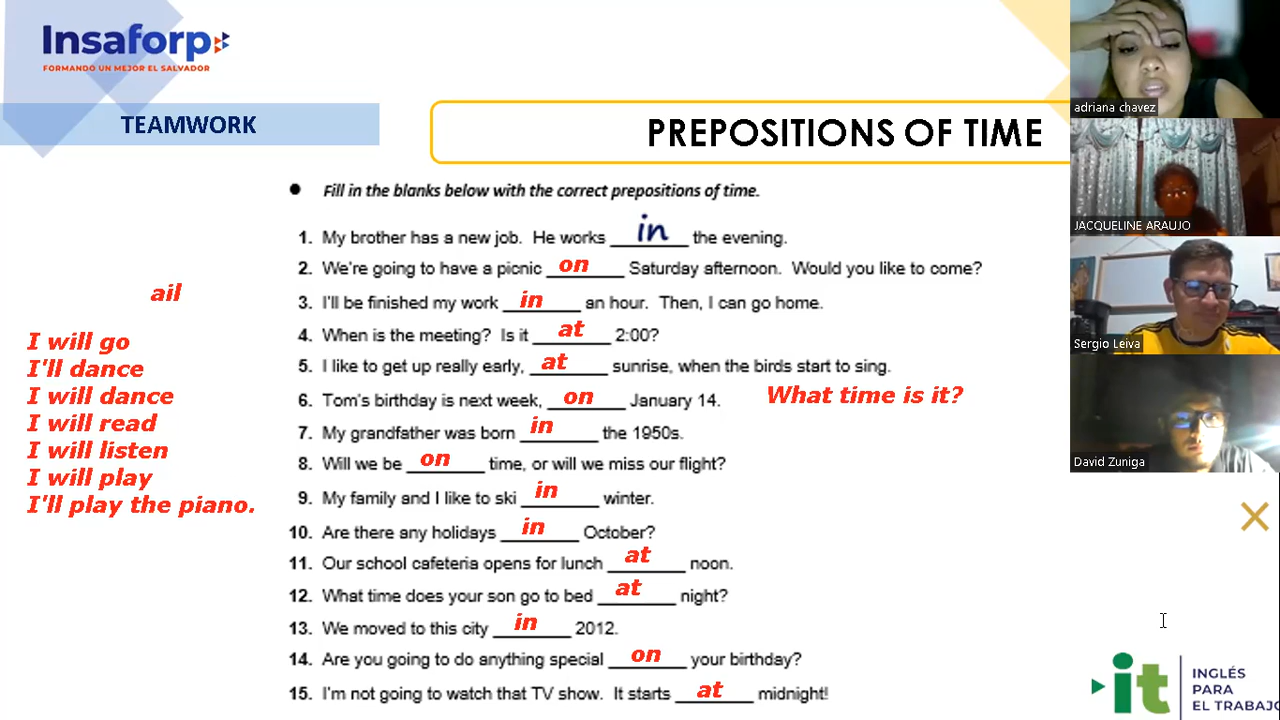 Insaforp
FORMANDO UN MEJOR EL SALVADOR
TEAMWORK
PREPOSITIONS OF TIME
● Fill in the blanks below with the correct prepositions of time.
1. My brother has a new job. He works in the evening.
2. We're going to have a picnic on Saturday afternoon. Would you like to come?
3. I'll be finished my work in an hour. Then, I can go home.
4. When is the meeting? Is it at 2:00?
5. I like to get up really early, at sunrise, when the birds start to sing.
6. Tom's birthday is next week, on January 14.
7. My grandfather was born in the 1950s.
8. Will we be on time, or will we miss our flight?
9. My family and I like to ski in winter.
10. Are there any holidays in October?
11. Our school cafeteria opens for lunch at noon.
12. What time does your son go to bed at night?
13. We moved to this city in 2012.
14. Are you going to do anything special on your birthday?
15. I'm not going to watch that TV show. It starts at midnight!
ail
I will go
I'll dance
I will dance
I will read
I will listen
I will play
I'll play the piano.
What time is it?
adriana chavez
JACQUELINE ARAUJO
Sergio Leiva
David Zuniga
it
INGLÉS
PARA
EL TRABAJO